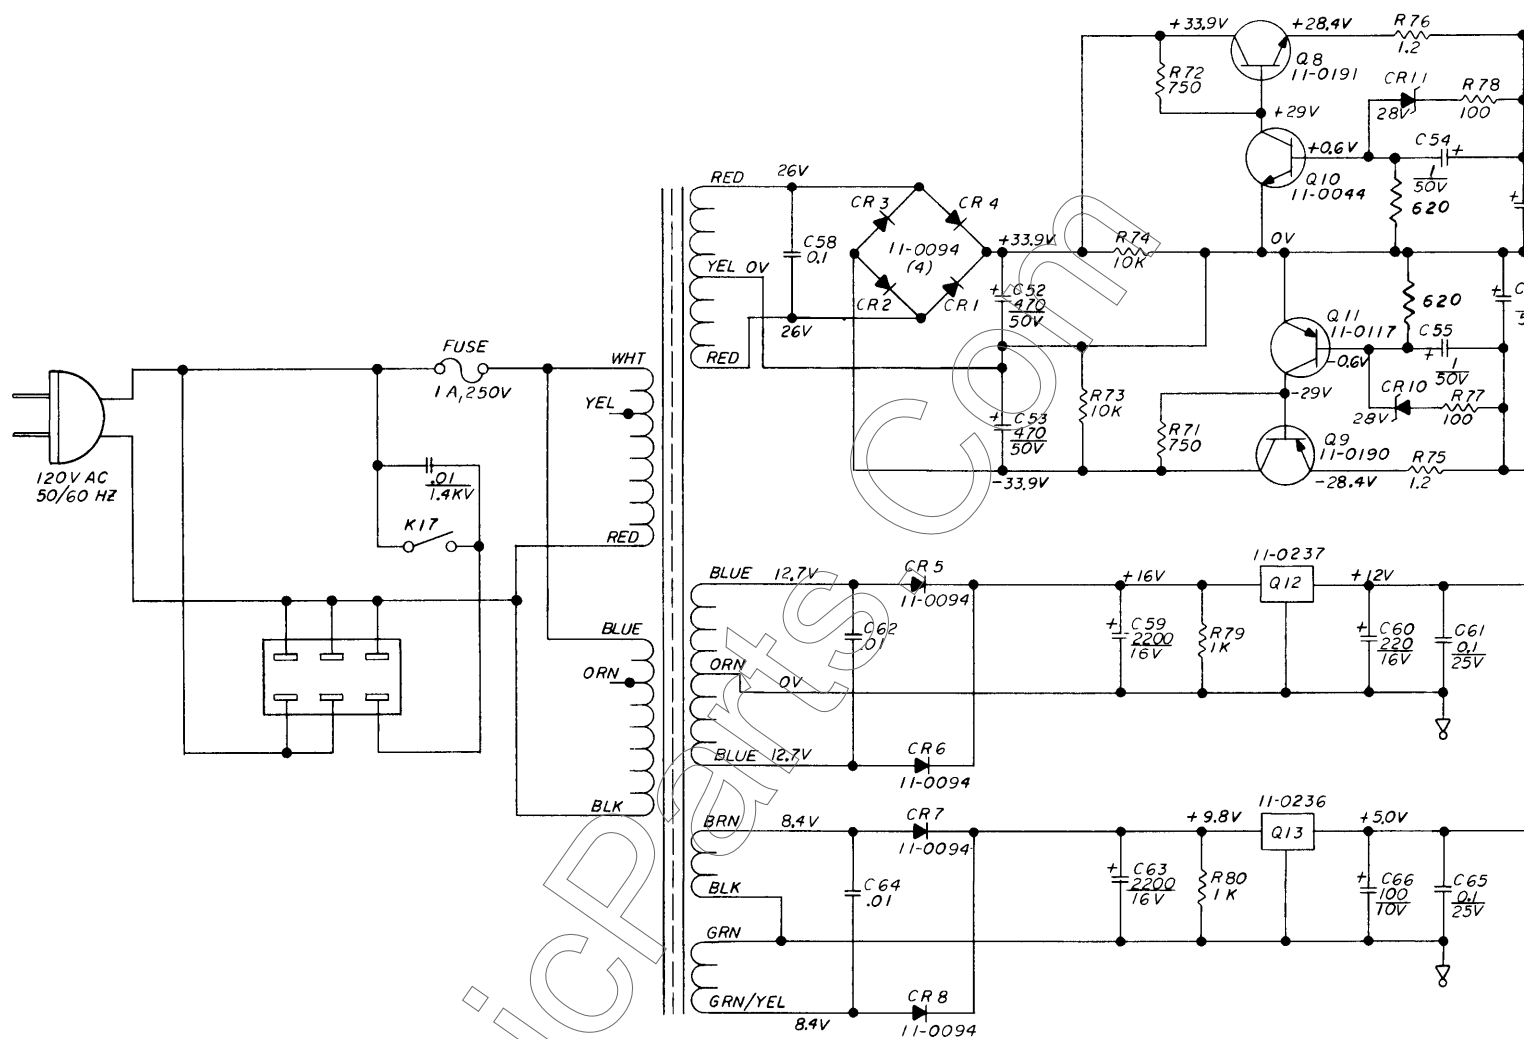 +33.9V
+28.4V
R76
1.2
R72
750
Q8
11-0191
CR11
28V
R78
100
+29V
+0.6V
C54
+
1
50V
Q10
11-0044
620
+
RED
26V
CR3
CR4
C58
0.1
11-0094
(4)
+33.9V
R74
10K
0V
YEL 0V
CR2
CR1
+ C52
470
50V
620
+ C
5
Q11
11-0117
-0.6V
C55
+
1
50V
26V
RED
FUSE
1A, 250V
WHT
YEL
R73
10K
CR10
28V
R77
100
-29V
+ C53
470
50V
R71
750
Q9
11-0190
-28.4V
R75
1.2
-33.9V
120V AC
50/60 HZ
.01
1.4KV
K17
RED
BLUE
12.7V
CR5
11-0094
+16V
11-0237
Q12
+12V
BLUE
C62
.01
+ C59
2200
16V
R79
1K
+ C60
220
16V
C61
0.1
25V
ORN
ORN
0V
BLUE 12.7V
CR6
11-0094
BLK
BRN
8.4V
CR7
11-0094
+9.8V
11-0236
Q13
+5.0V
C64
.01
+ C63
2200
16V
R80
1K
+ C66
100
10V
C65
0.1
25V
BLK
GRN
GRN/YEL
8.4V
CR8
11-0094
icParts.Com